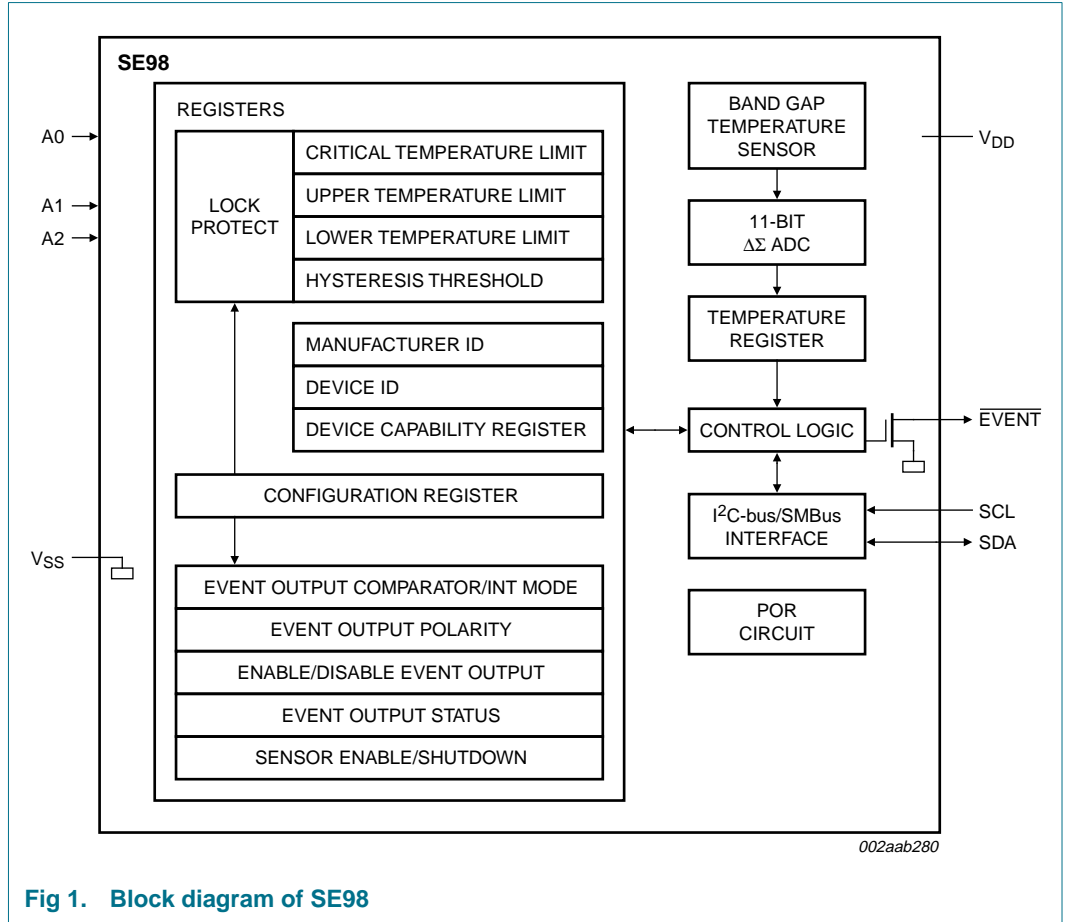 SE98
REGISTERS
A0
A1
A2
LOCK
PROTECT
CRITICAL TEMPERATURE LIMIT
UPPER TEMPERATURE LIMIT
LOWER TEMPERATURE LIMIT
HYSTERESIS THRESHOLD
MANUFACTURER ID
DEVICE ID
DEVICE CAPABILITY REGISTER
CONFIGURATION REGISTER
VSS
EVENT OUTPUT COMPARATOR/INT MODE
EVENT OUTPUT POLARITY
ENABLE/DISABLE EVENT OUTPUT
EVENT OUTPUT STATUS
SENSOR ENABLE/SHUTDOWN
BAND GAP
TEMPERATURE
SENSOR
VDD
11-BIT
ΔΣ ADC
TEMPERATURE
REGISTER
CONTROL LOGIC
EVENT
I2C-bus/SMBus
INTERFACE
SCL
SDA
POR
CIRCUIT
002aab280
Fig 1. Block diagram of SE98